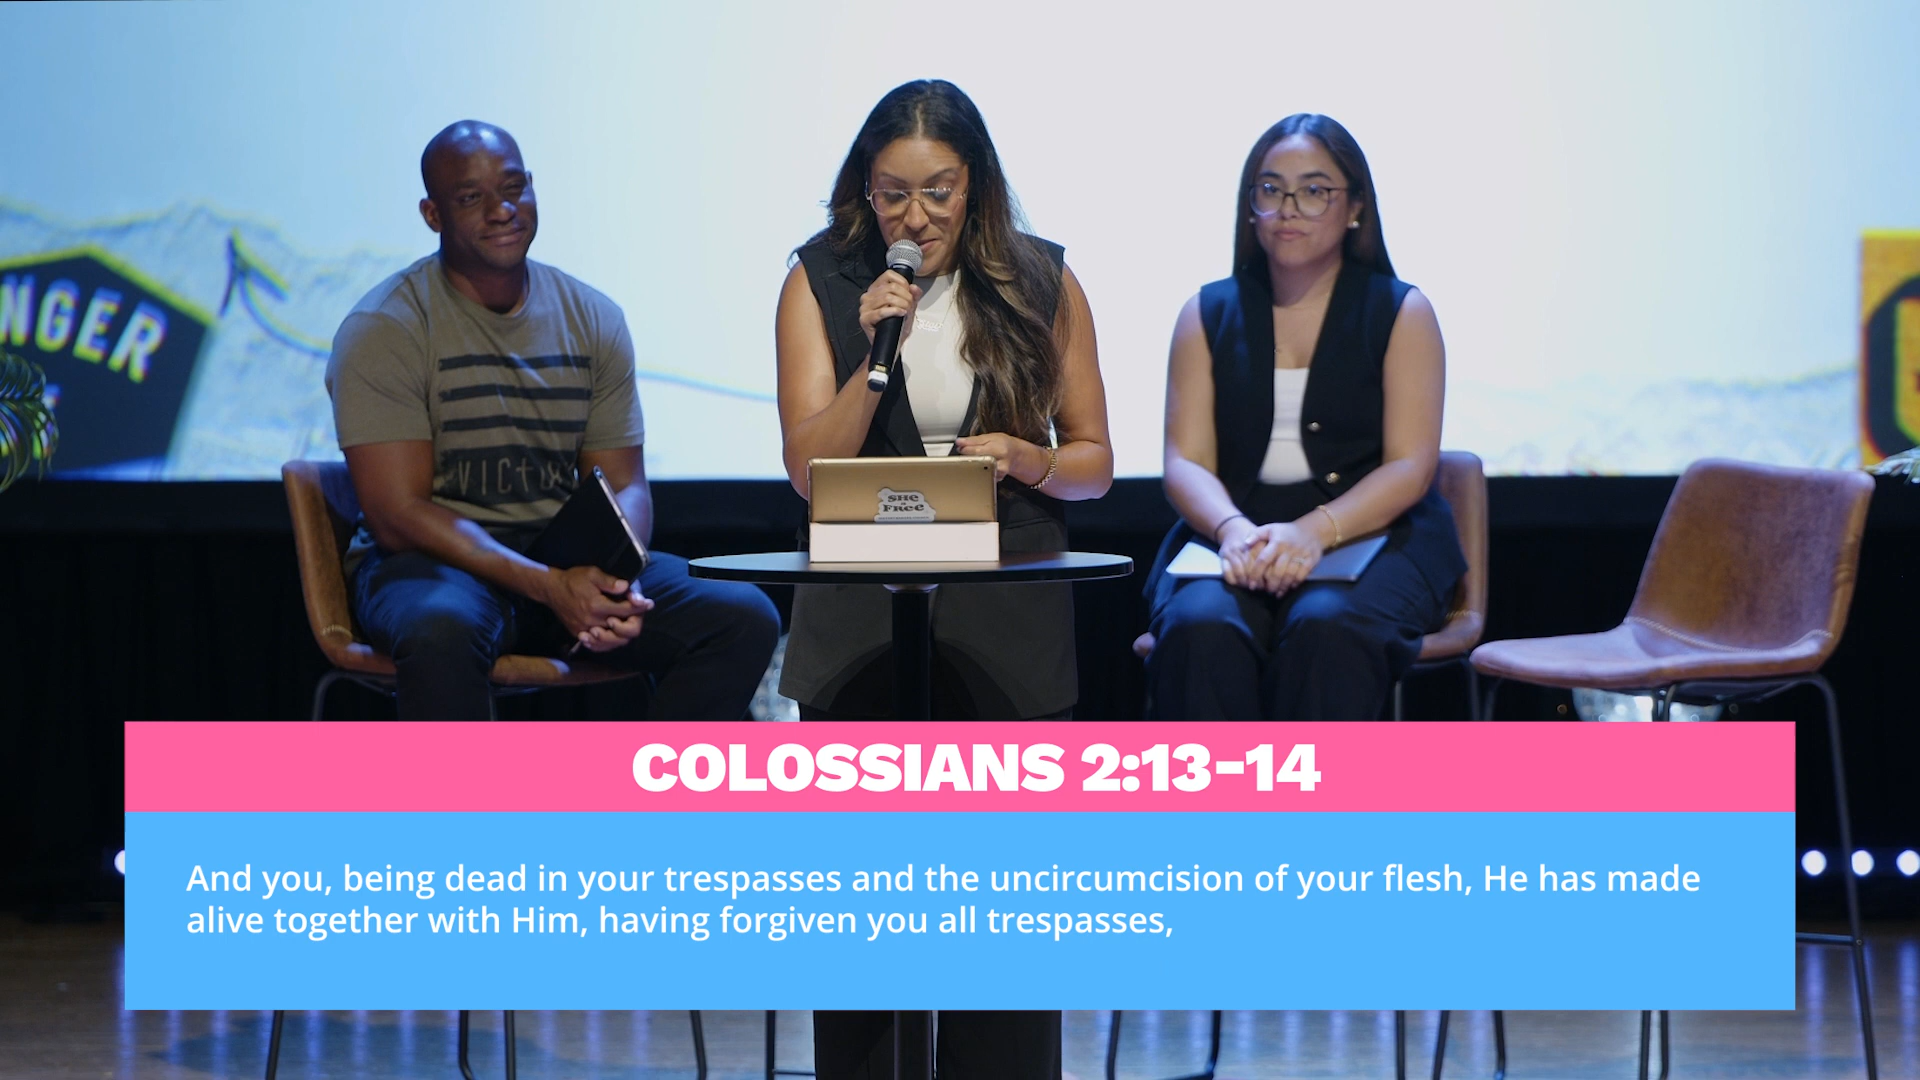 NGER
VICT
SHE
FREE
COLOSSIANS 2:13-14
And you, being dead in your trespasses and the uncircumcision of your flesh, He has made
alive together with Him, having forgiven you all trespasses,